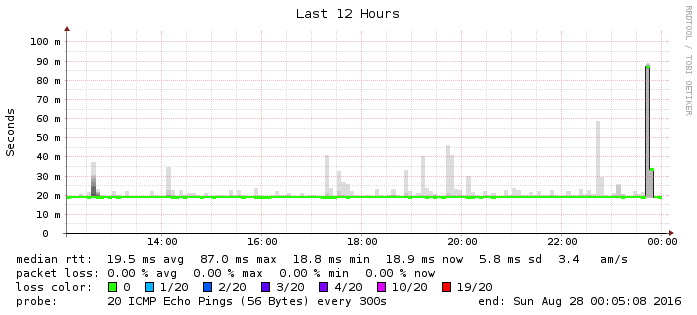 Last 12 Hours
RRDTOOL / TOBI OETIKER
Seconds
100 m
90 m
80 m
70 m
60 m
50 m
40 m
30 m
20 m
10 m
0
14:00 16:00 18:00 20:00 22:00 00:00
median rtt: 19.5 ms avg 87.0 ms max 18.8 ms min 18.9 ms now 5.8 ms sd 3.4 am/s
packet loss: 0.00 % avg 0.00 % max 0.00 % min 0.00 % now
loss color: 0 1/20 2/20 3/20 4/20 10/20 19/20
probe: 20 ICMP Echo Pings (56 Bytes) every 300s end: Sun Aug 28 00:05:08 2016